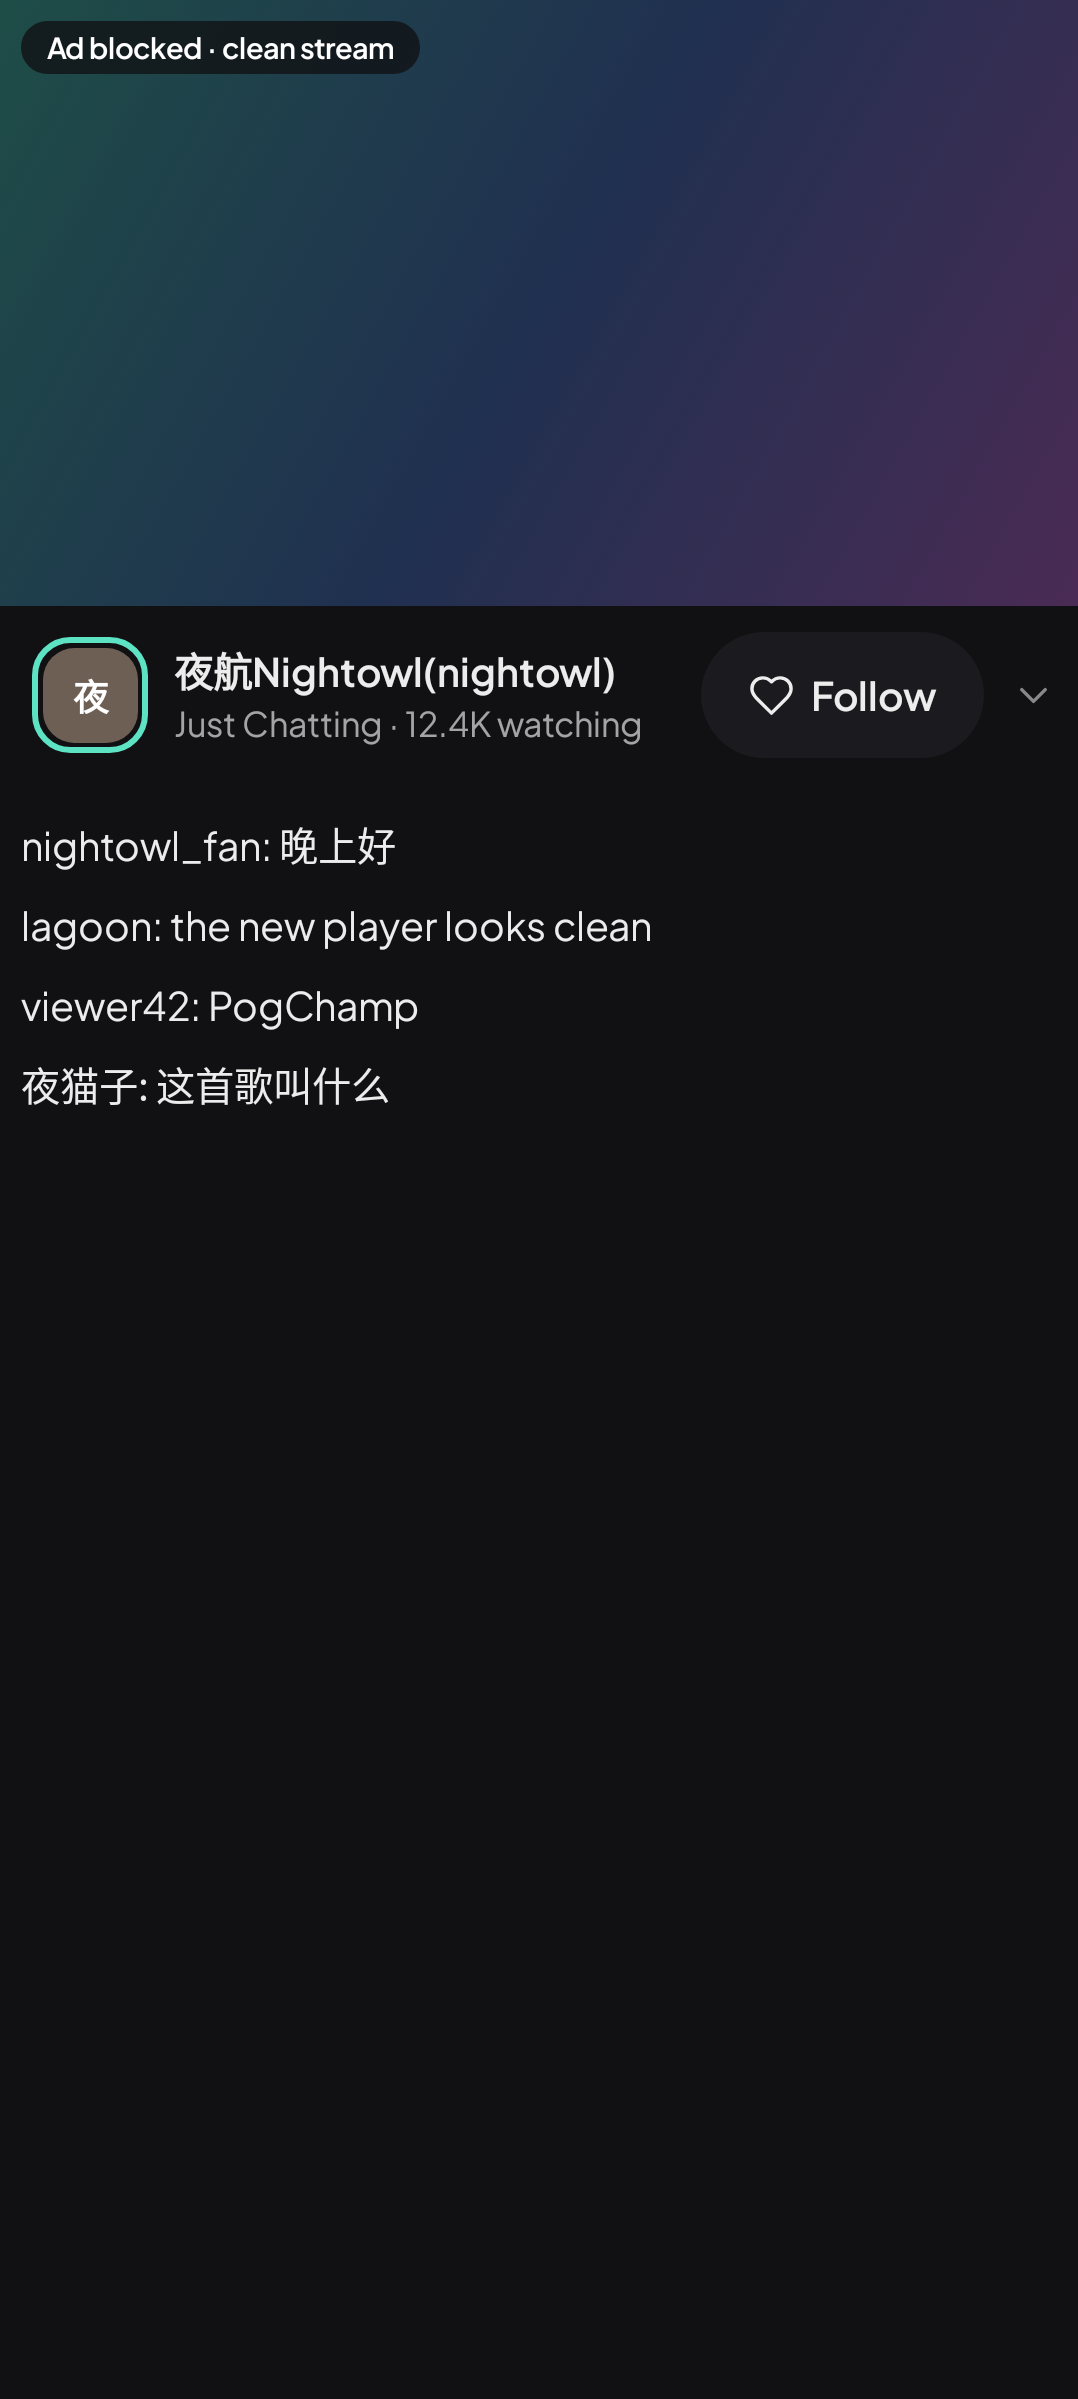 Ad blocked · clean stream
夜
夜航Nightowl(nightowl)
Just Chatting · 12.4K watching
Follow
nightowl_fan: 晚上好
lagoon: the new player looks clean
viewer42: PogChamp
夜猫子: 这首歌叫什么